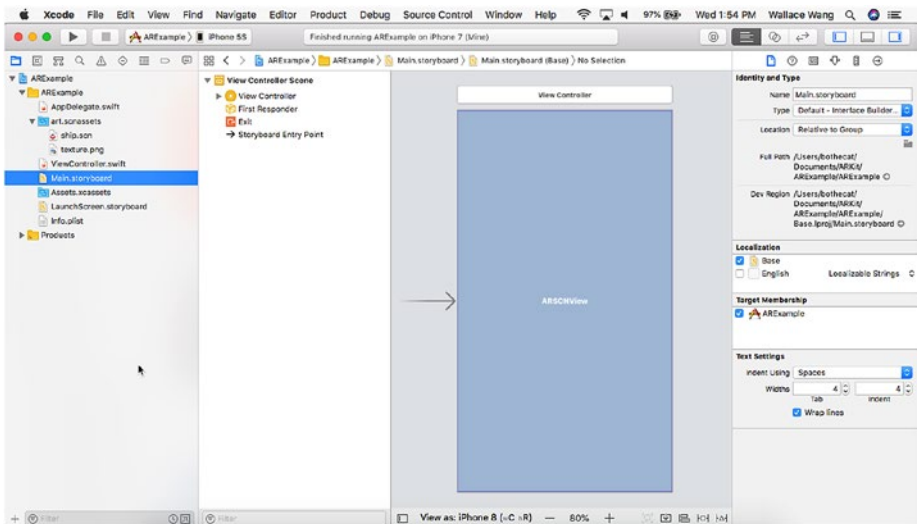 Xcode File Edit View Find Navigate Editor Product Debug Source Control Window Help 97% Wed 1:54 PM Wallace Wang
ARExample iPhone 5S Finished running ARExample on iPhone 7 (Mine)
ARExample ARExample Main.storyboard Main.storyboard (Base) No Selection
ARExample
ARExample
AppDelegate.swift
art.scnassets
ship.scn
texture.png
ViewController.swift
Main.storyboard
Assets.xcassets
LaunchScreen.storyboard
Info.plist
Products
Filter
View Controller Scene
View Controller
First Responder
Exit
Storyboard Entry Point
Filter
View Controller
ARSCNView
View as: iPhone 8 (wC hR) — 80% +
Identity and Type
Name Main.storyboard
Type Default - Interface Builder...
Location Relative to Group
Full Path /Users/bothecat/
Documents/ARKit/
ARExample/ARExample
Dev Region /Users/bothecat/
Documents/ARKit/
ARExample/ARExample/
Base.lproj/Main.storyboard
Localization
Base
English Localizable Strings
Target Membership
ARExample
Text Settings
Indent Using Spaces
Widths 4 4
Tab Indent
Wrap lines